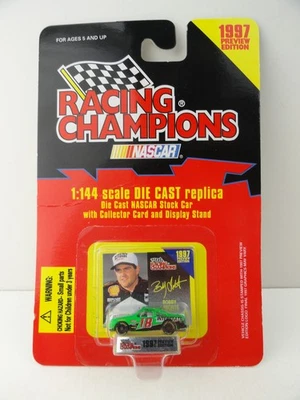 FOR AGES 5 AND UP
1997
PREVIEW
EDITION
RACING
CHAMPIONS®
NASCAR
1:144 scale DIE CAST replica
Die Cast NASCAR Stock Car
with Collector Card and Display Stand
WARNING:
CHOKING HAZARD - Small parts
Not for Children under 3 years
1997
18
1997